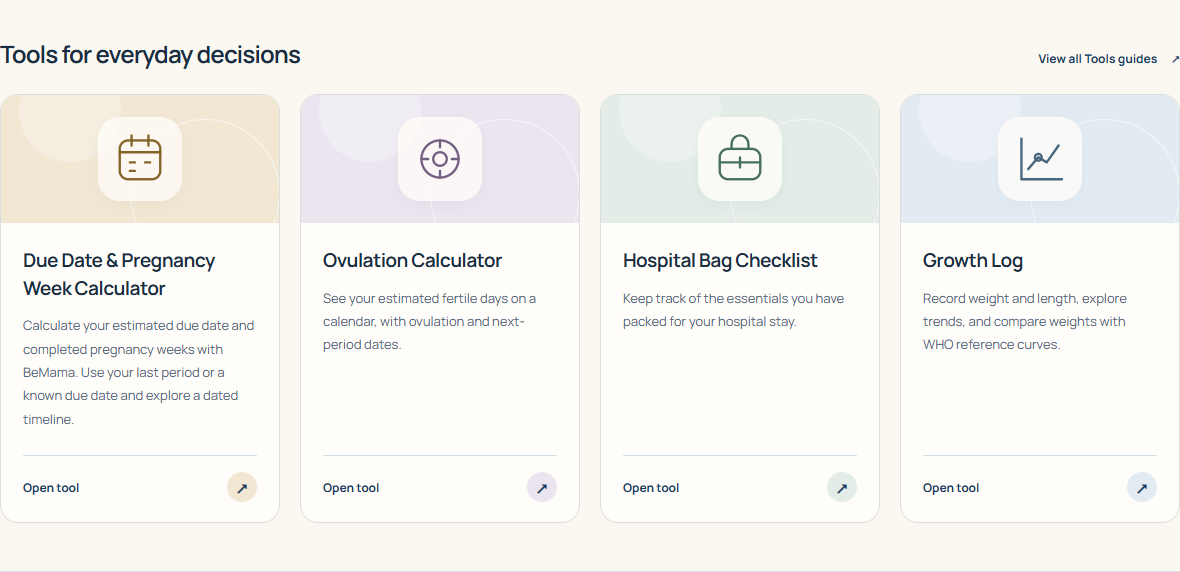 Tools for everyday decisions
View all Tools guides ↗
Due Date & Pregnancy
Week Calculator
Calculate your estimated due date and
completed pregnancy weeks with
BeMama. Use your last period or a
known due date and explore a dated
timeline.
Open tool ↗
Ovulation Calculator
See your estimated fertile days on a
calendar, with ovulation and next-
period dates.
Open tool ↗
Hospital Bag Checklist
Keep track of the essentials you have
packed for your hospital stay.
Open tool ↗
Growth Log
Record weight and length, explore
trends, and compare weights with
WHO reference curves.
Open tool ↗